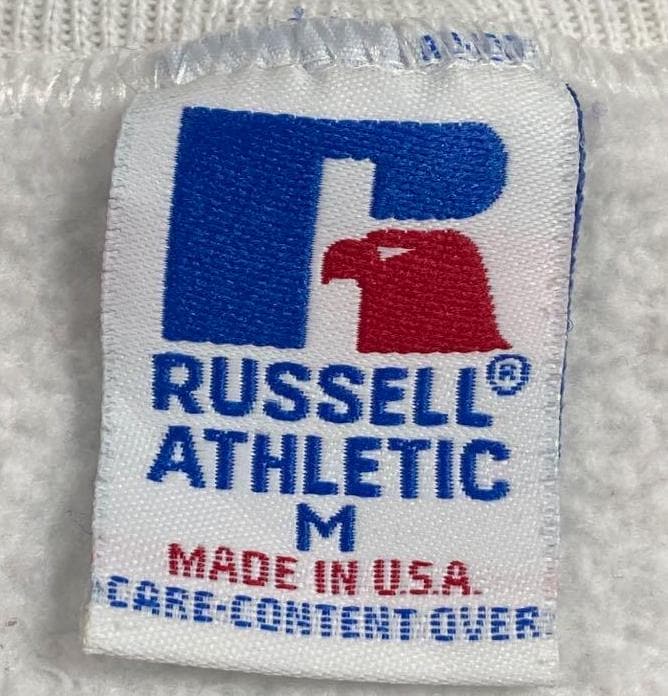 RUSSELL®
ATHLETIC
M
MADE IN U.S.A.
CARE-CONTENT OVER